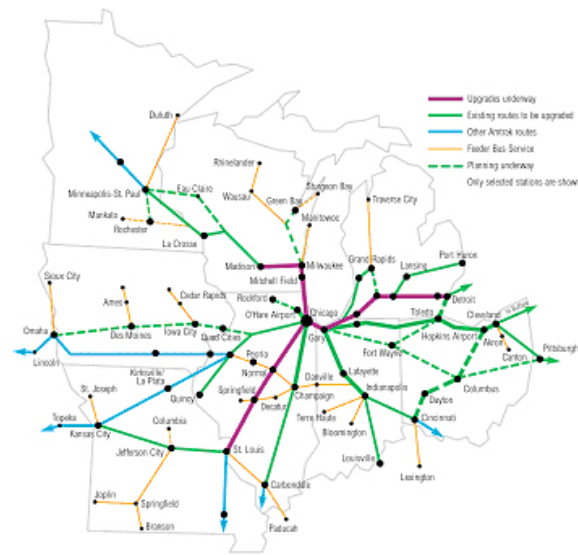 Upgrades underway
Existing routes to be upgraded
Other Amtrak routes
Feeder Bus Service
Planning underway
Only selected stations are show
Duluth
Rhinelander
Sturgeon Bay
Wausau
Green Bay
Traverse City
Minneapolis-St. Paul
Eau Claire
Manitowoc
Mankato
Rochester
La Crosse
Grand Rapids
Lansing
Port Huron
Madison
Milwaukee
Mitchell Field
Sioux City
Cedar Rapids
Rockford
Chicago
Detroit
Ames
O'Hare Airport
Toledo
Cleveland
to Buffalo
Omaha
Des Moines
Iowa City
Quad Cities
Gary
Hopkins Airport
Akron
Fort Wayne
Canton
Pittsburgh
Lincoln
Kirksville/
La Plata
Peoria
Normal
Danville
Lafayette
Indianapolis
Columbus
St. Joseph
Quincy
Springfield
Champaign
Dayton
Decatur
Topeka
Columbia
Terre Haute
Cincinnati
Kansas City
Bloomington
Jefferson City
St. Louis
Louisville
Lexington
Carbondale
Joplin
Springfield
Paducah
Branson